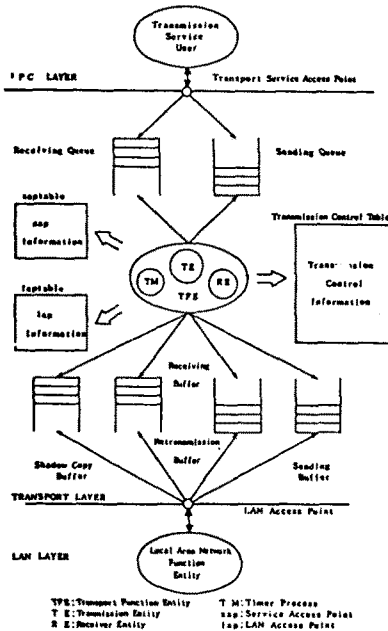 Transmission
Service
User
IPC LAYER
Transport Service Access Point
Receiving Queue
Sending Queue
saptable
sap
Information
Transmission Control Table
TE
TM
RE
TFE
Control
Information
laptable
lap
Information
Receiving
Buffer
Retransmission
Buffer
Shadow Copy
Buffer
Sending
Buffer
TRANSPORT LAYER
LAN Access Point
LAN LAYER
Local Area Network
Function
Entity
TFE:Transport Function Entity
T M:Timer Process
T E:Transmission Entity
sap:Service Access Point
R E:Receiver Entity
lap:LAN Access Point